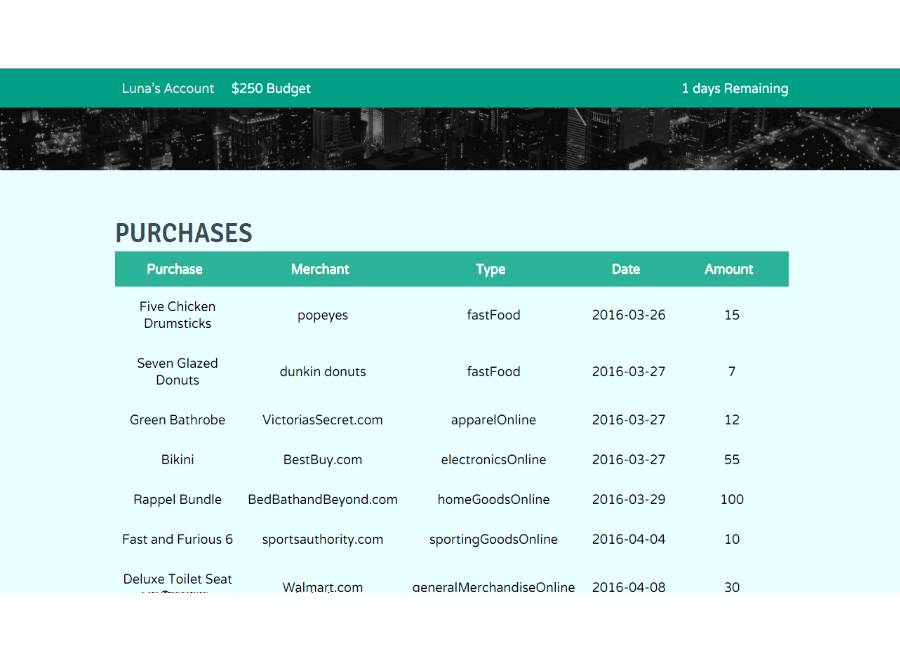 Luna's Account $250 Budget 1 days Remaining
PURCHASES
Purchase Merchant Type Date Amount
Five Chicken
Drumsticks popeyes fastFood 2016-03-26 15
Seven Glazed
Donuts dunkin donuts fastFood 2016-03-27 7
Green Bathrobe VictoriasSecret.com apparelOnline 2016-03-27 12
Bikini BestBuy.com electronicsOnline 2016-03-27 55
Rappel Bundle BedBathandBeyond.com homeGoodsOnline 2016-03-29 100
Fast and Furious 6 sportsauthority.com sportingGoodsOnline 2016-04-04 10
Deluxe Toilet Seat
Walmart.com generalMerchandiseOnline 2016-04-08 30